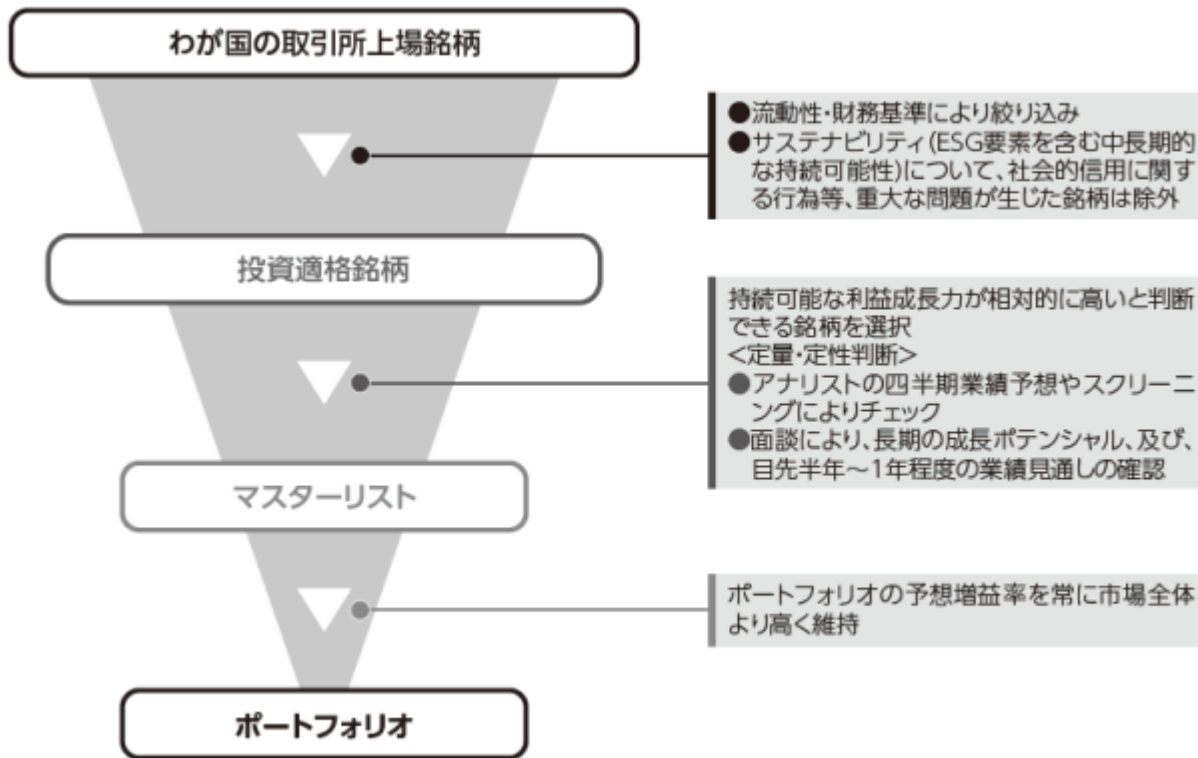 わが国の取引所上場銘柄
●流動性・財務基準により絞り込み
●サステナビリティ(ESG要素を含む中長期的
な持続可能性)について、社会的信用に関す
る行為等、重大な問題が生じた銘柄は除外
投資適格銘柄
持続可能な利益成長力が相対的に高いと判断
できる銘柄を選択
<定量・定性判断>
●アナリストの四半期業績予想やスクリーニ
ングによりチェック
●面談により、長期の成長ポテンシャル、及び、
目先半年～1年程度の業績見通しの確認
マスターリスト
ポートフォリオの予想増益率を常に市場全体
より高く維持
ポートフォリオ